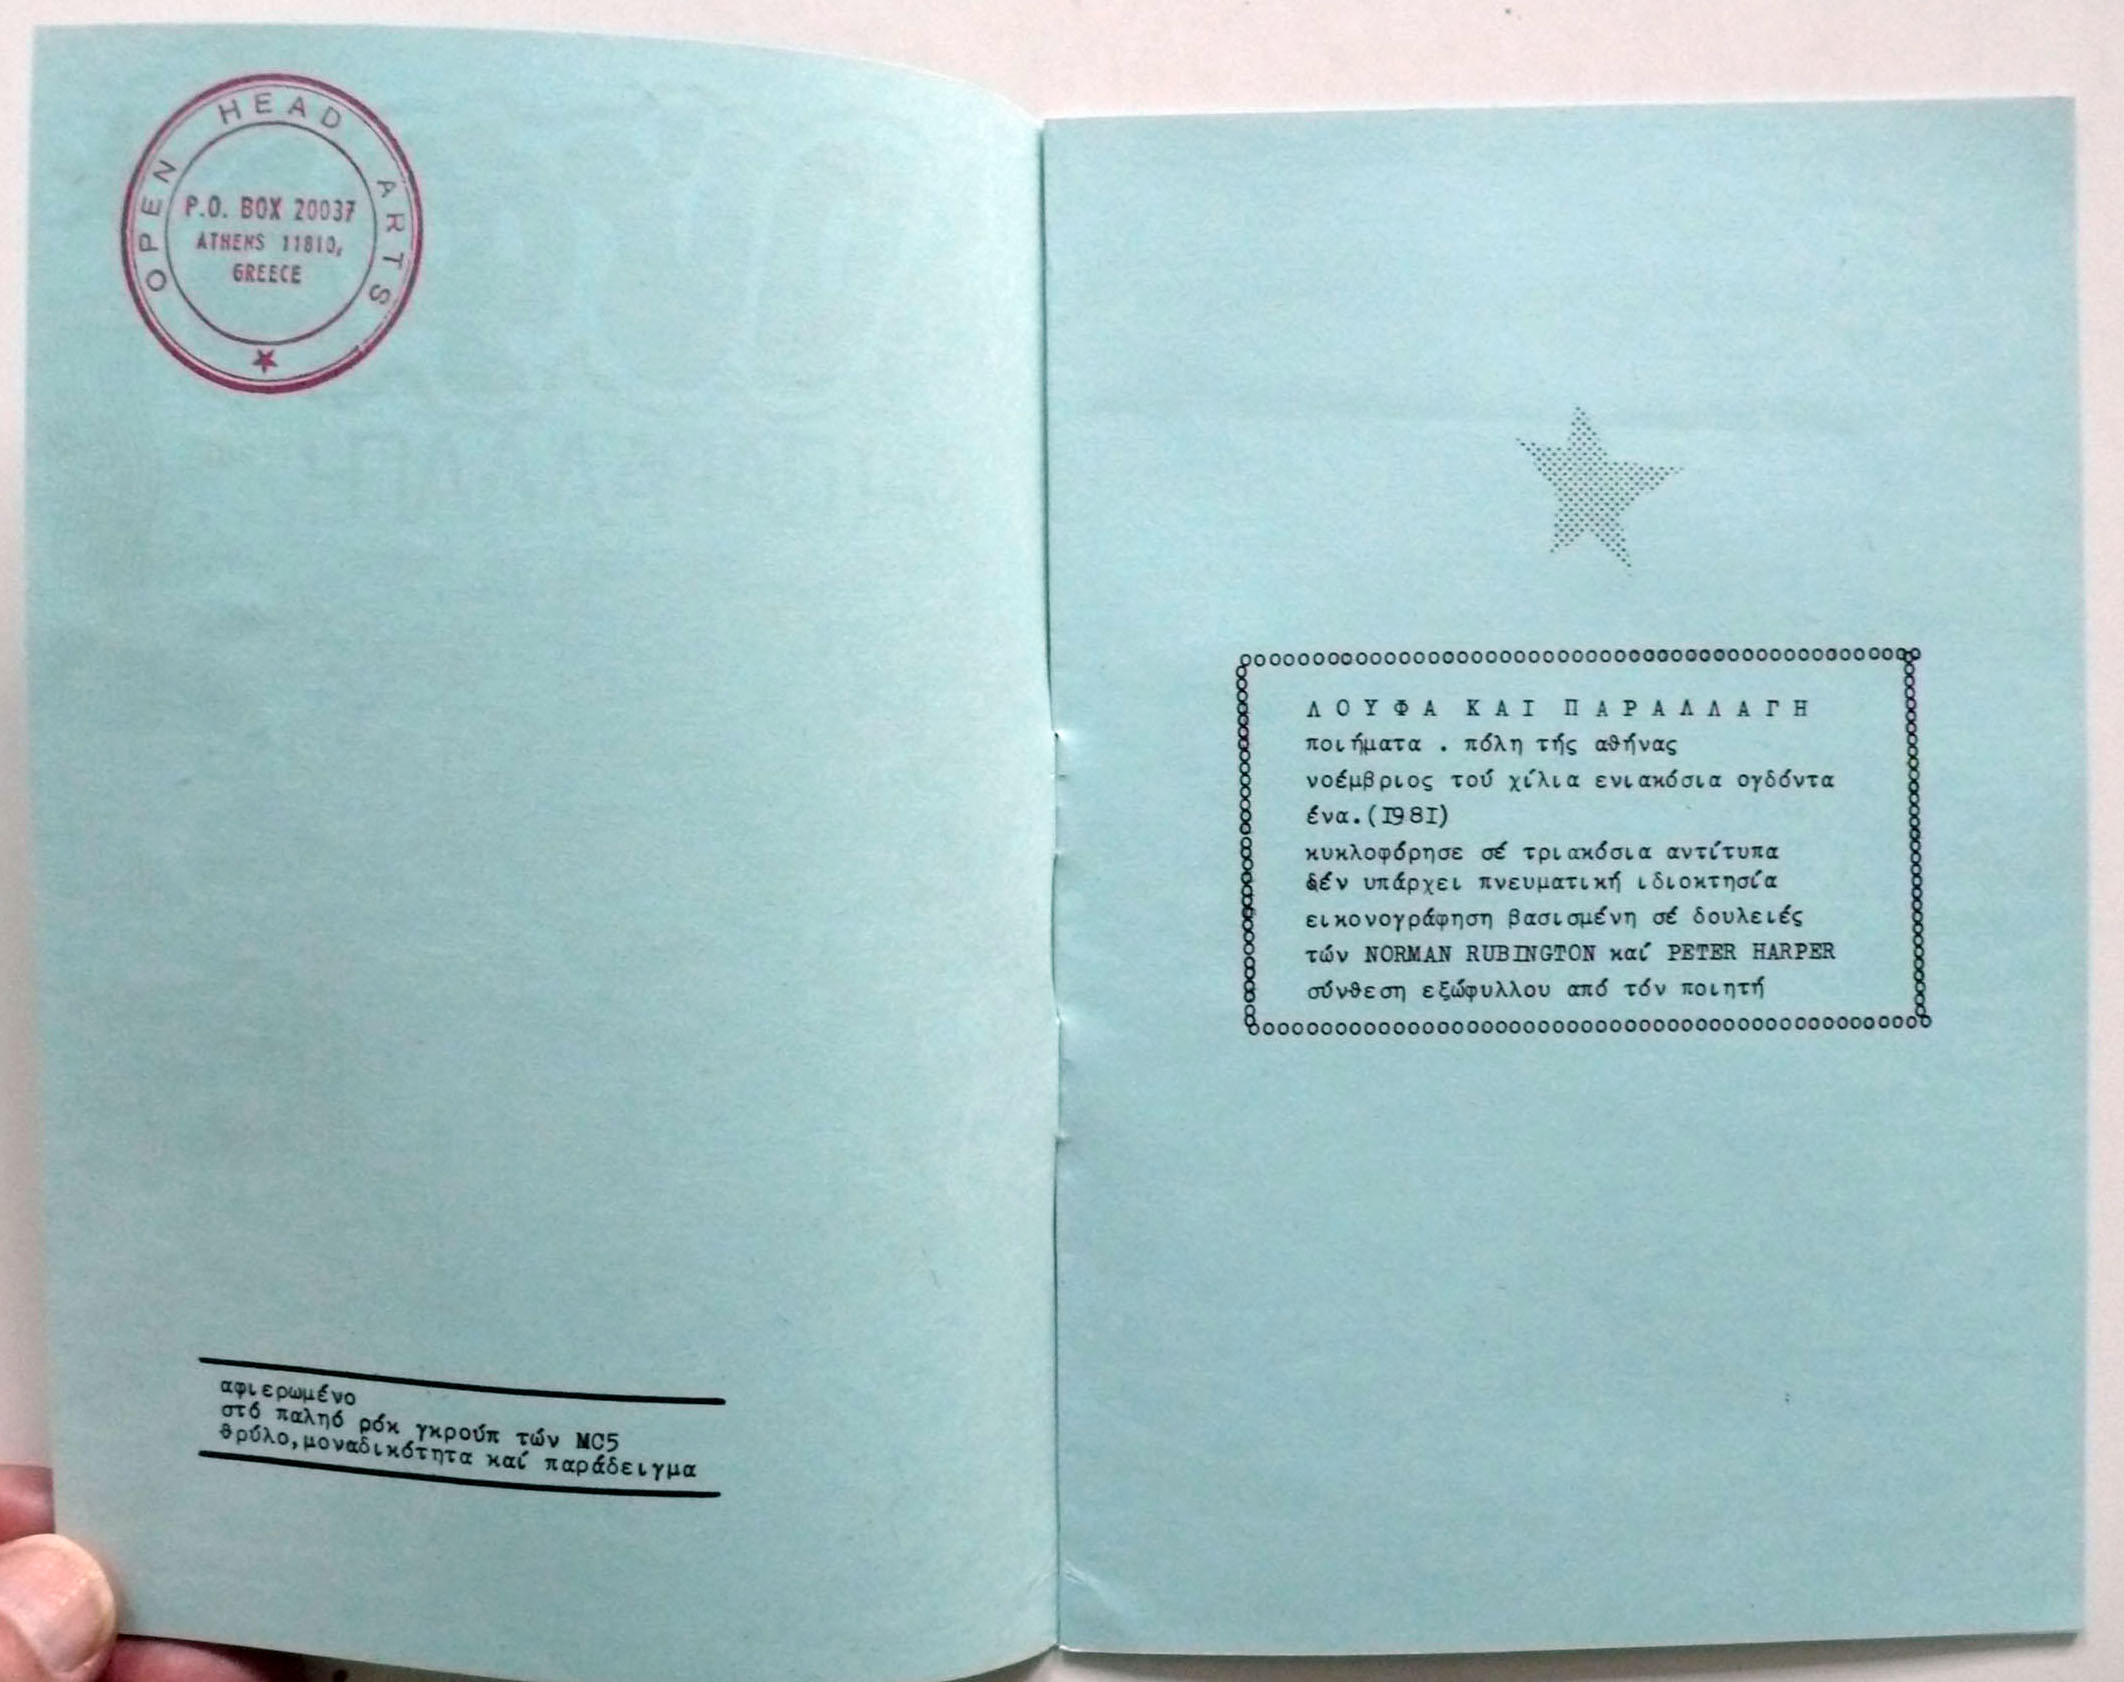 OPEN HEAD ARTS
P.O. BOX 20037
ATHENS 11810,
GREECE
αφιερωμένο
στό παληό ρόκ γκρούπ τών MC5
θρύλο,μοναδικότητα καί παράδειγμα
ΛΟΥΦΑ ΚΑΙ ΠΑΡΑΛΛΑΓΗ
ποιήματα . πόλη τής αθήνας
νοέμβριος τού χίλια ενιακόσια ογδόντα
ένα.(1981)
κυκλοφόρησε σέ τριακόσια αντίτυπα
δέν υπάρχει πνευματική ιδιοκτησία
εικονογράφηση βασισμένη σέ δουλειές
τών NORMAN RUBINGTON καί PETER HARPER
σύνθεση εξώφυλλου από τόν ποιητή